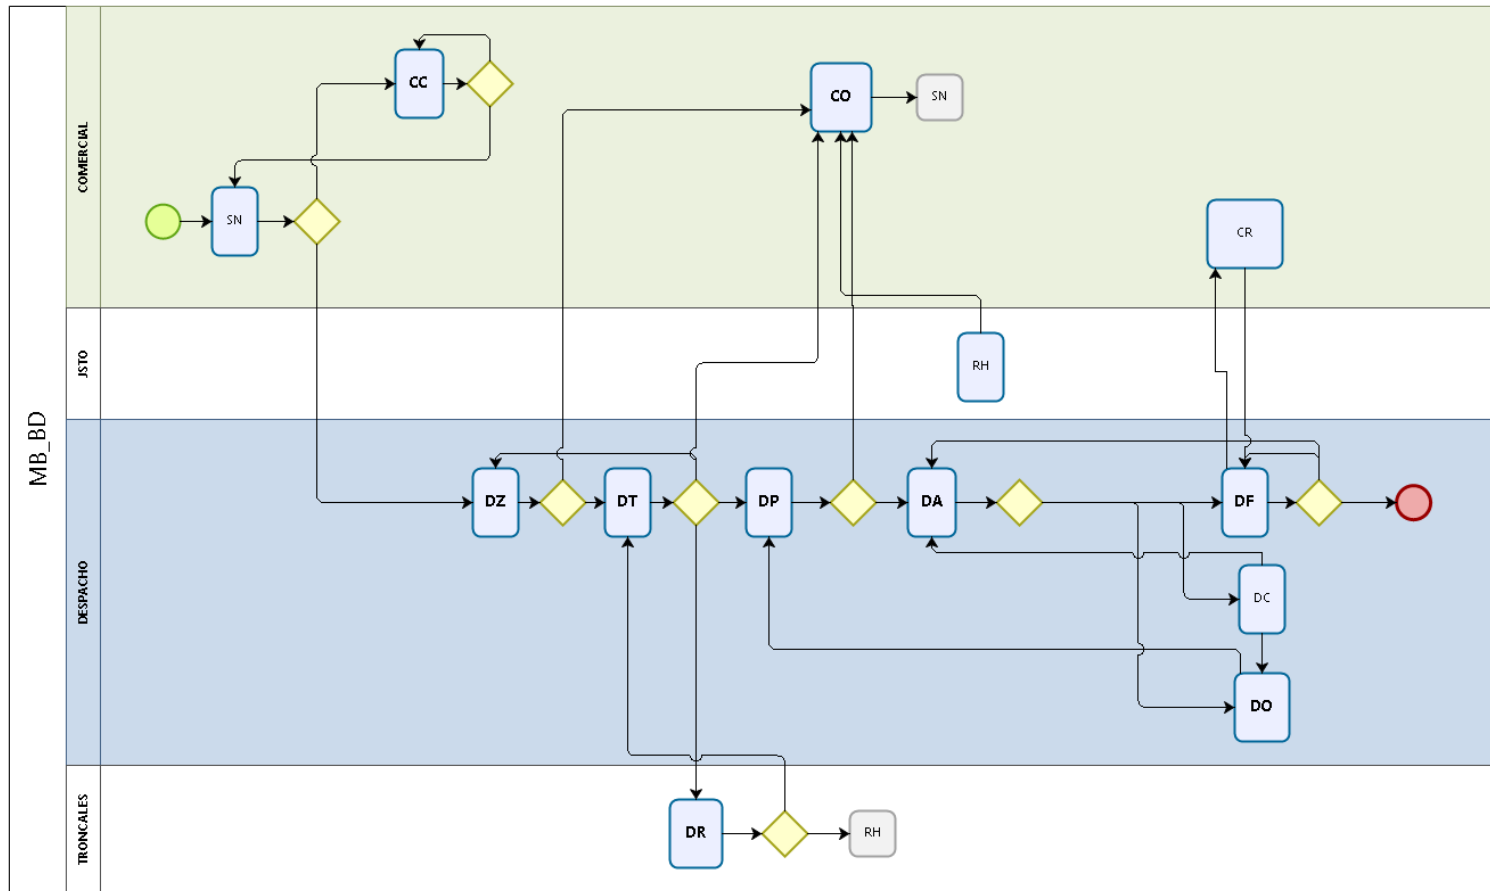 MB_BD
COMERCIAL
CC
CO
SN
SN
CR
JSTO
RH
DESPACHO
DZ
DT
DP
DA
DF
DC
DO
TRONCALES
DR
RH